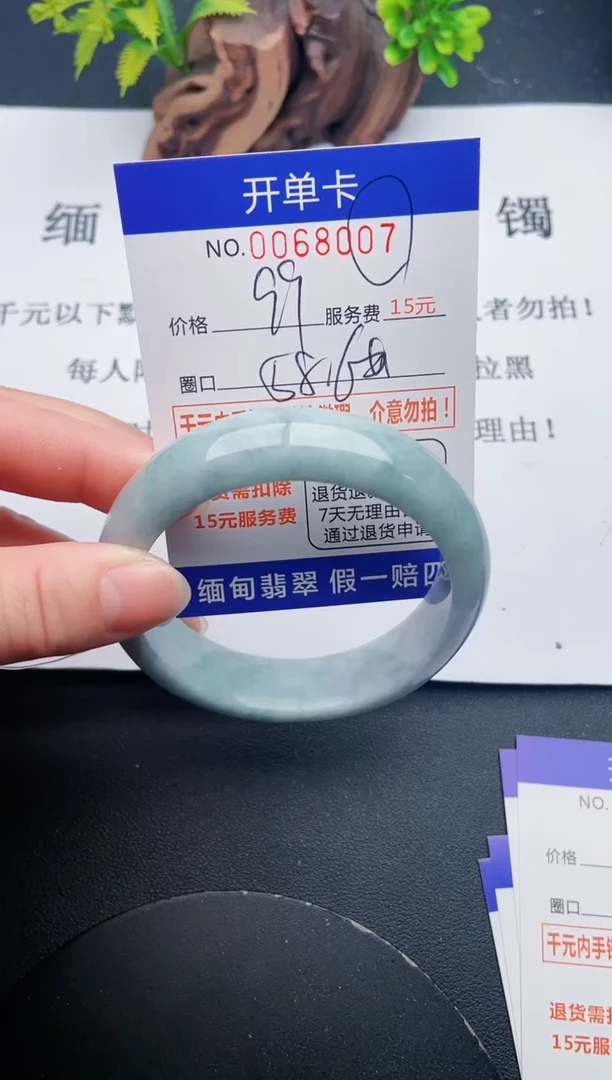 开单卡
缅
镯
NO.0068007
千元以下
者勿拍！
价格 99 服务费 15元
每人
拉黑
圈口 58.16
介意勿拍！
理由！
货需扣除
15元服务费
退货退
7天无理由
通过退货申请
缅甸翡翠 假一赔四
NO.
价格
圈口
千元内手镯
退货需扣
15元服